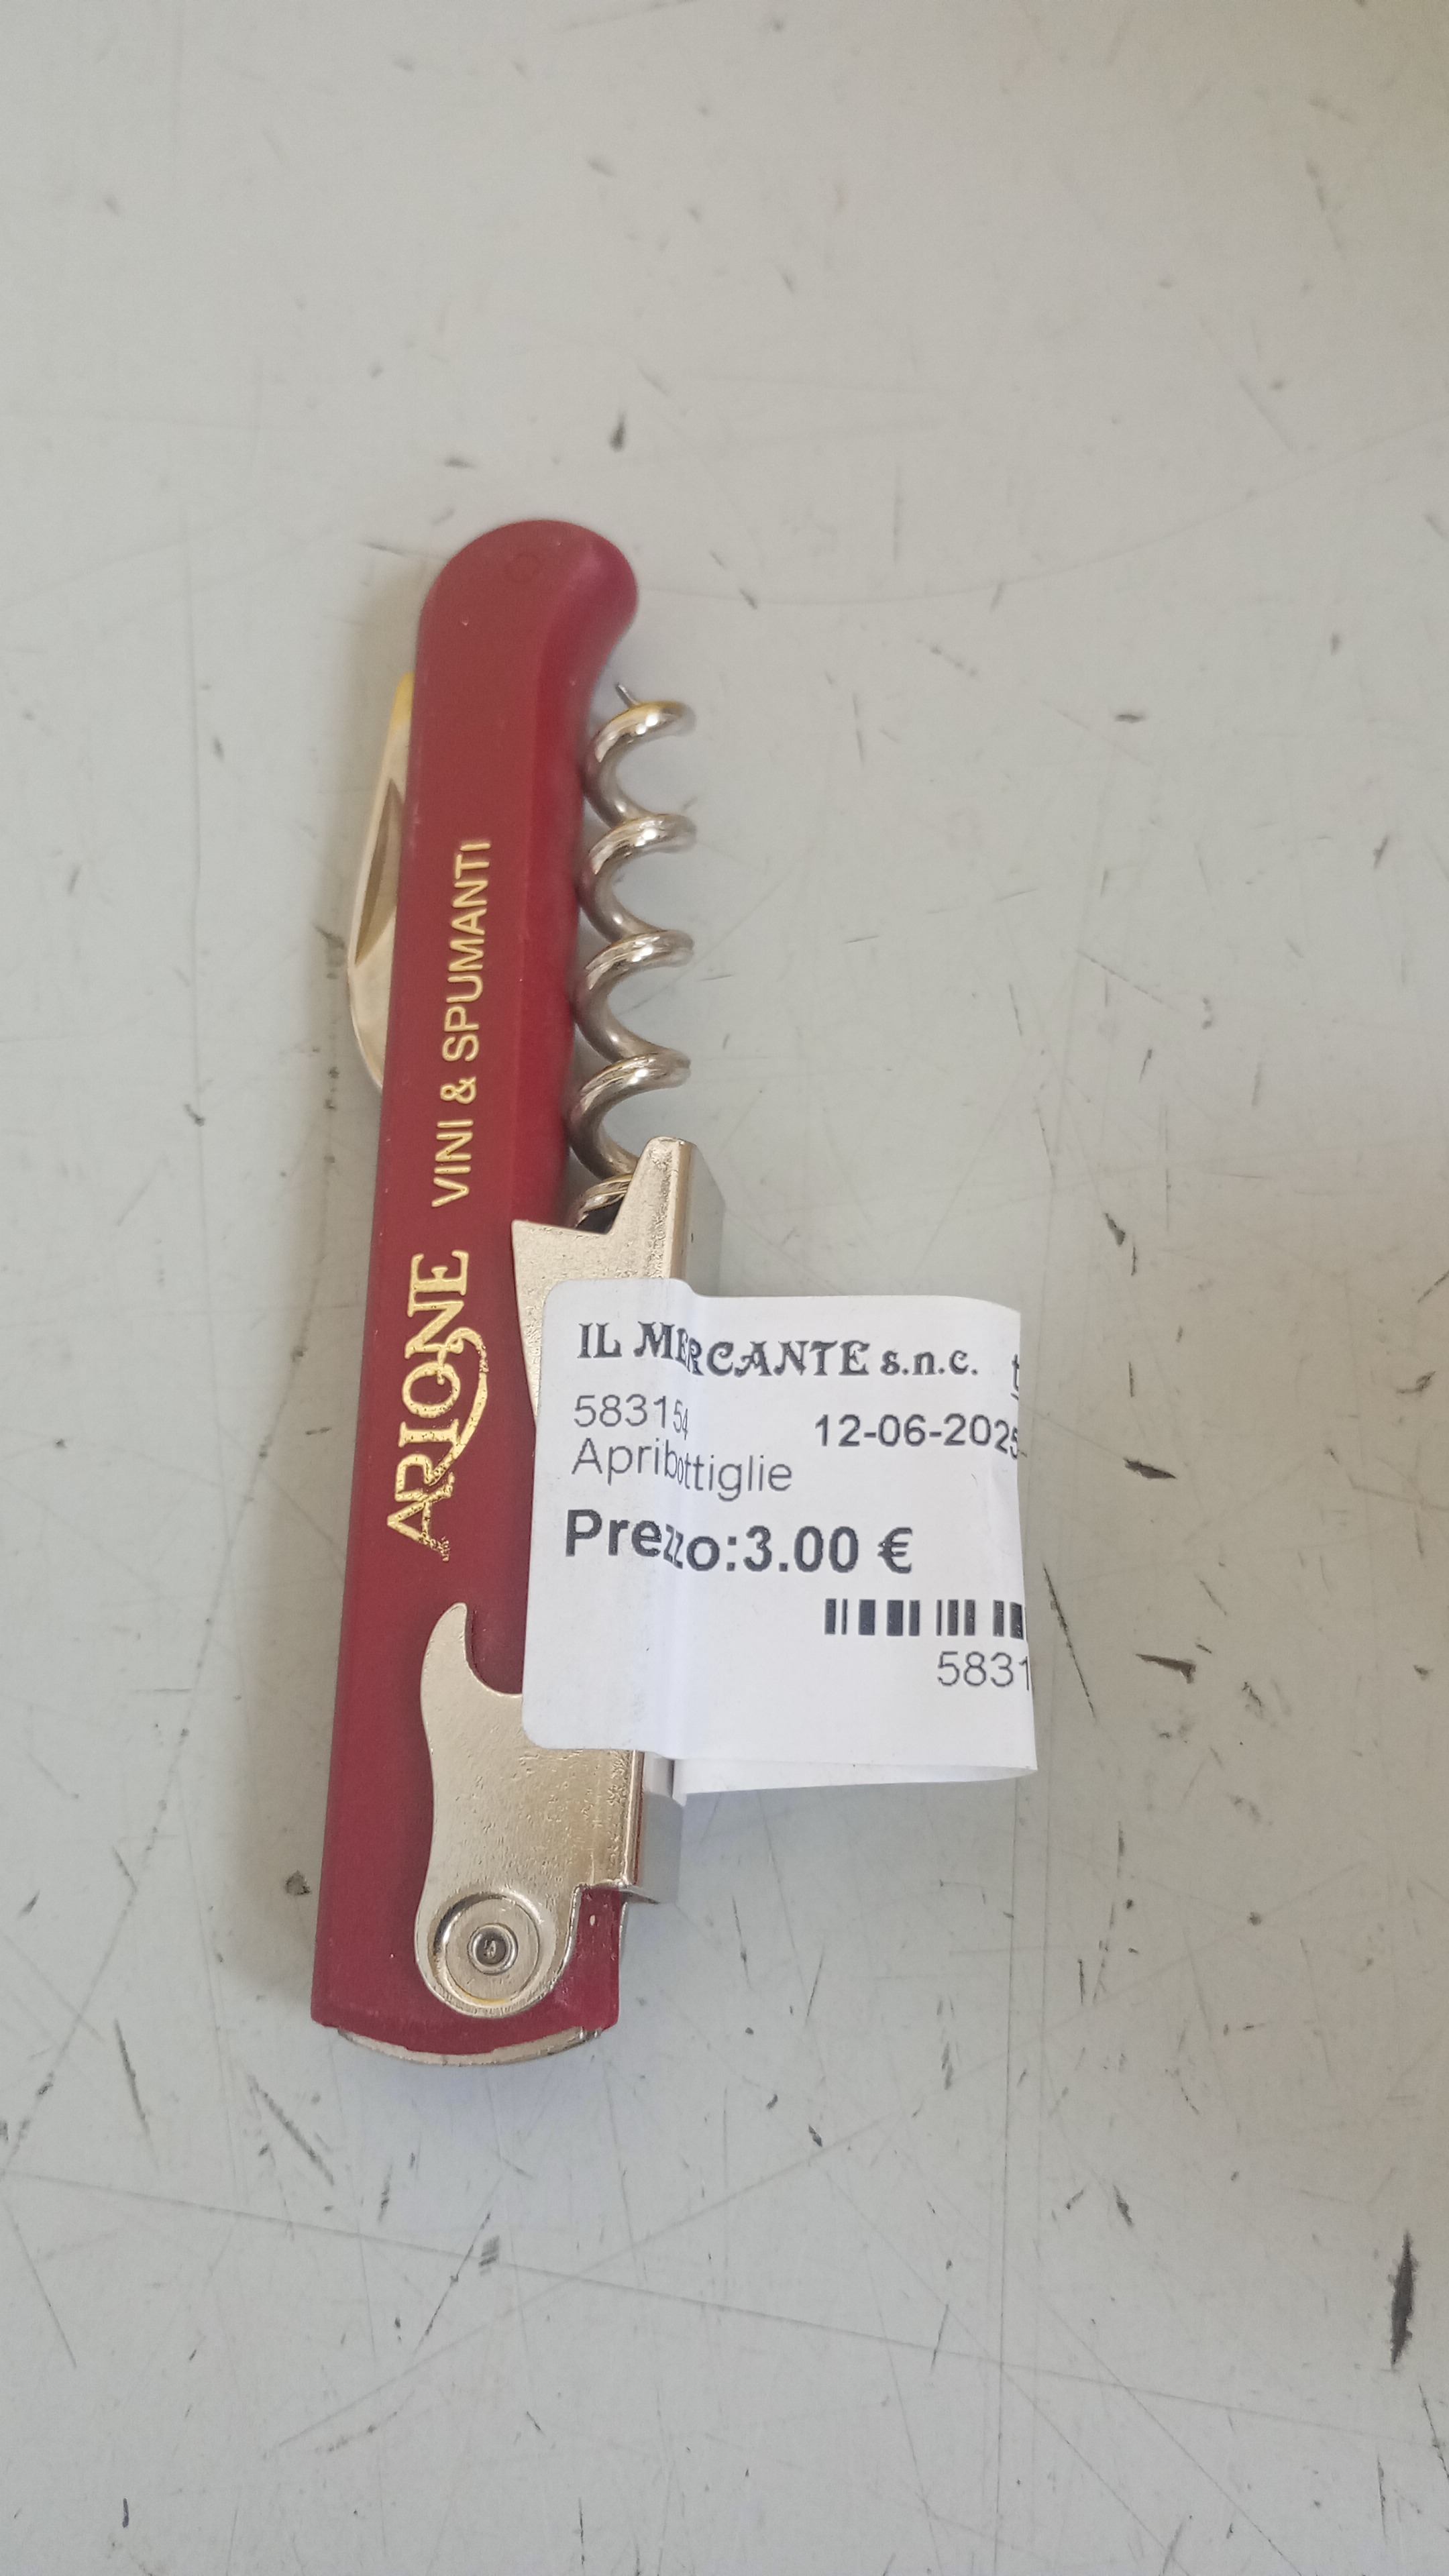 ARIONE VINI & SPUMANTI
IL MERCANTE s.n.c.
583154 12-06-2025
Apribottiglie
Prezzo:3.00 €
5831